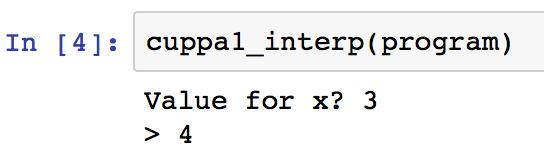 In [4]: cuppa1_interp(program)
Value for x? 3
> 4